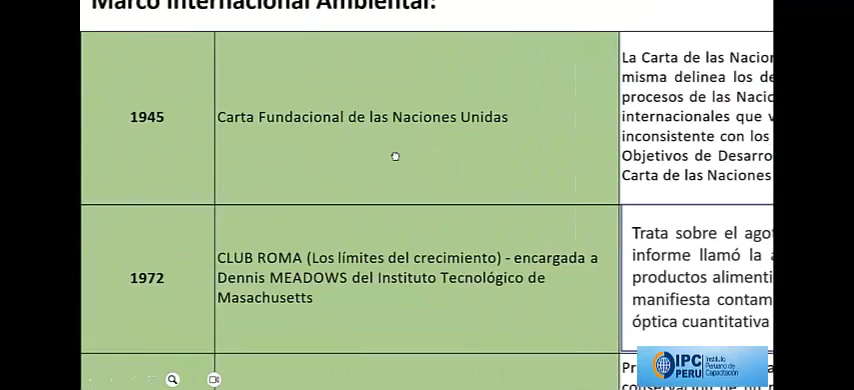 Marco Internacional Ambiental:
1945
Carta Fundacional de las Naciones Unidas
La Carta de las Nacion
misma delinea los de
procesos de las Nacio
internacionales que v
inconsistente con los
Objetivos de Desarro
Carta de las Naciones
1972
CLUB ROMA (Los límites del crecimiento) - encargada a
Dennis MEADOWS del Instituto Tecnológico de
Masachusetts
Trata sobre el agot
informe llamó la a
productos alimenti
manifiesta contam
óptica cuantitativa
Pr
IPC
PERU
Instituto
Peruano de
Capacitación